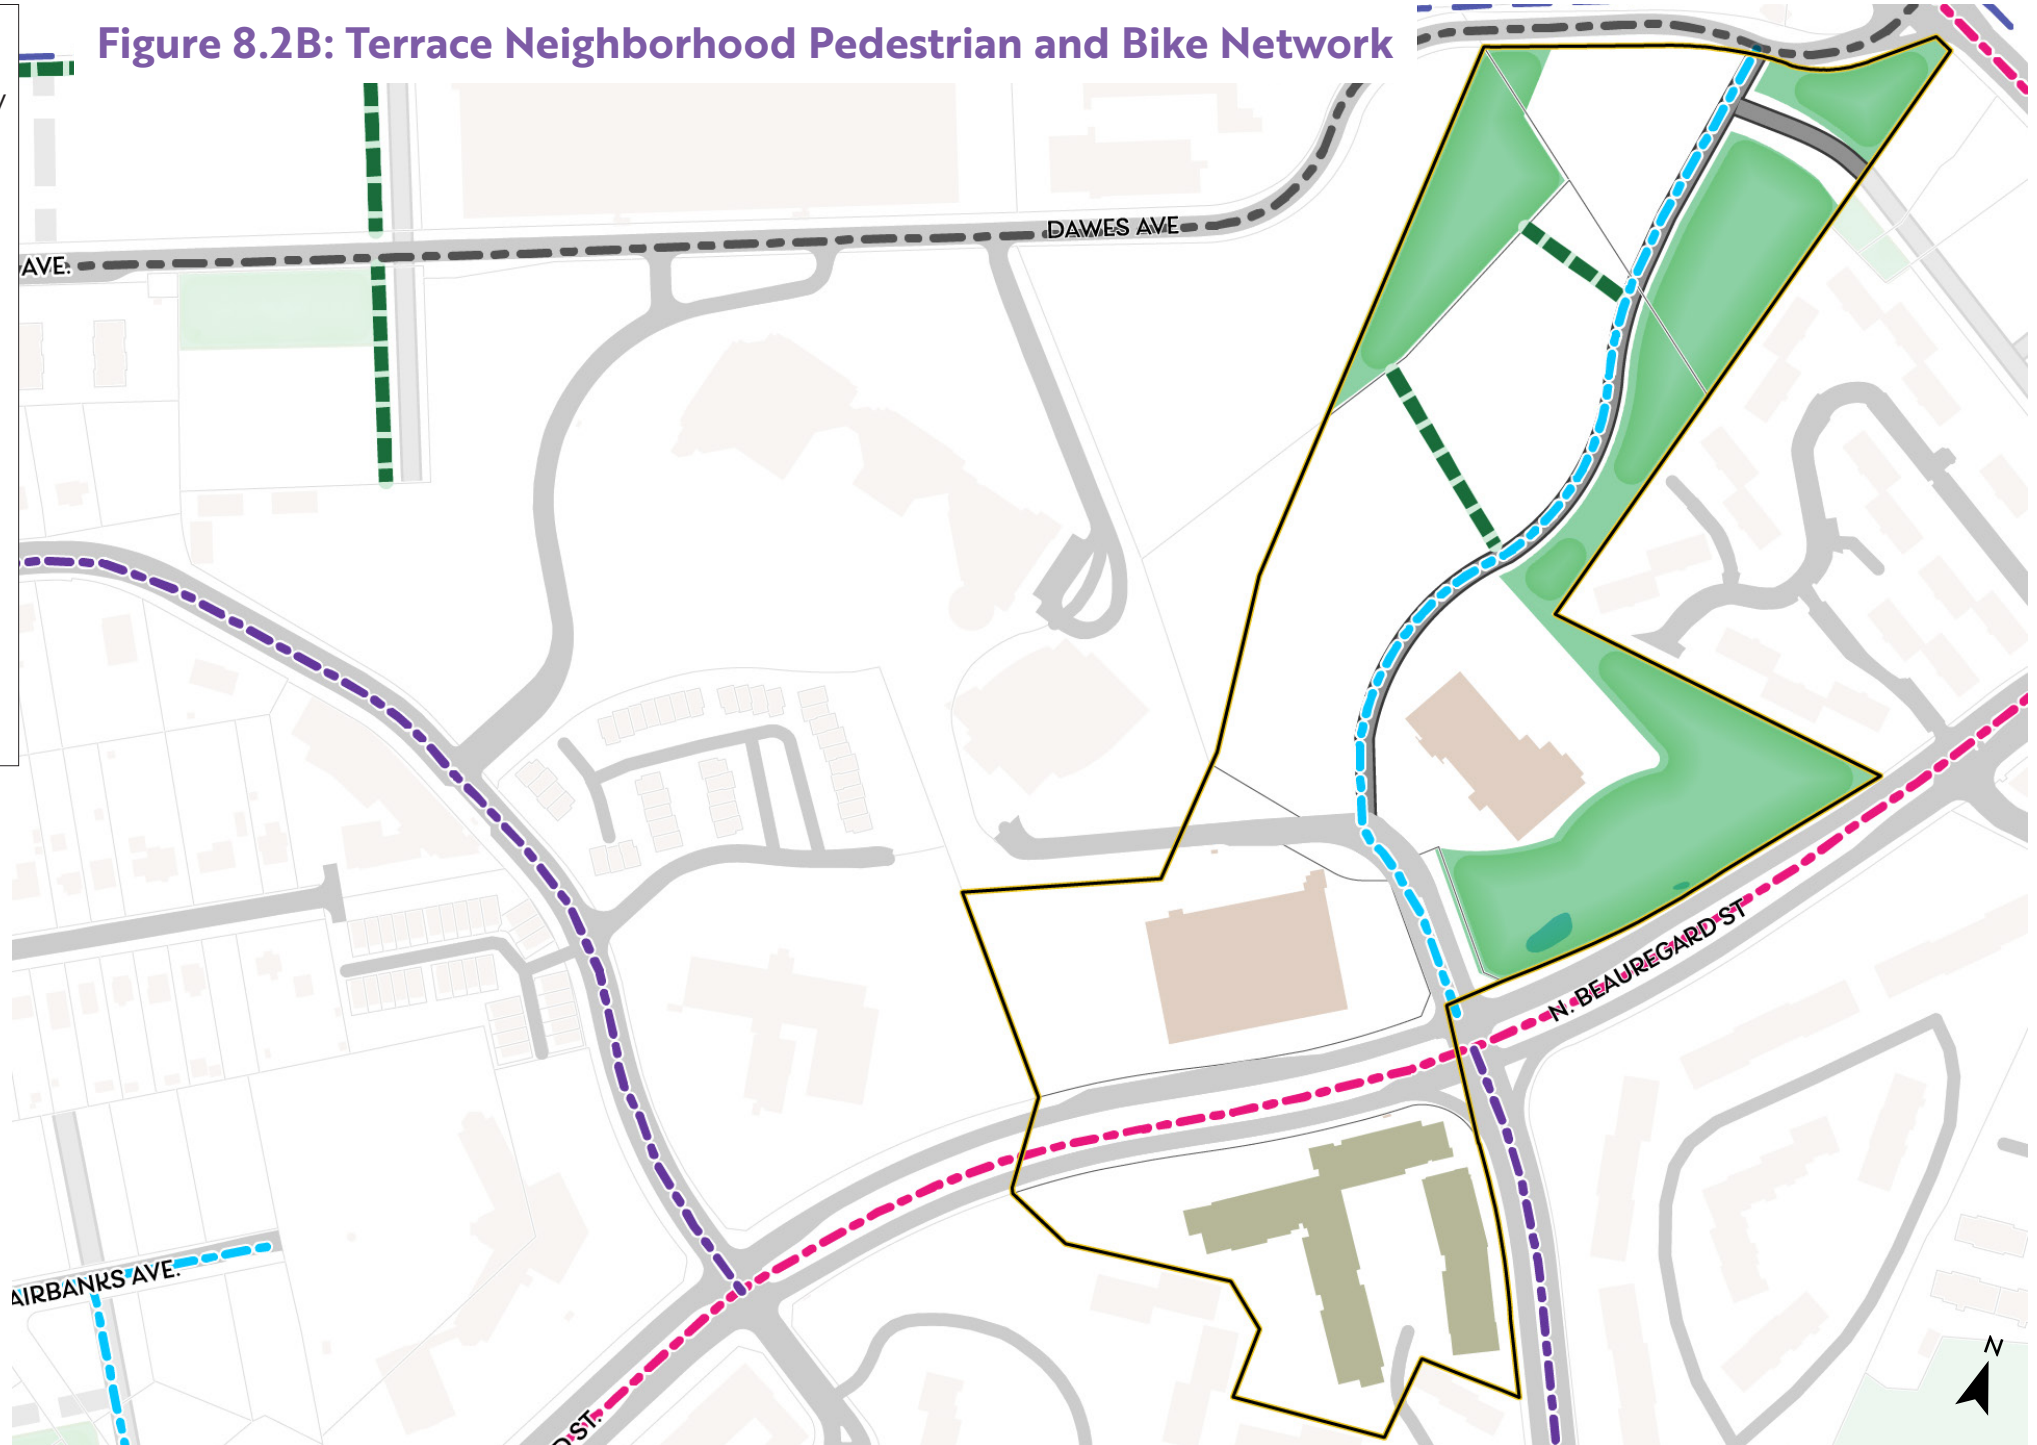 Figure 8.2B: Terrace Neighborhood Pedestrian and Bike Network
DAWES AVE
AVE.
N. BEAUREGARD ST
AIRBANKS AVE.
N
ST.